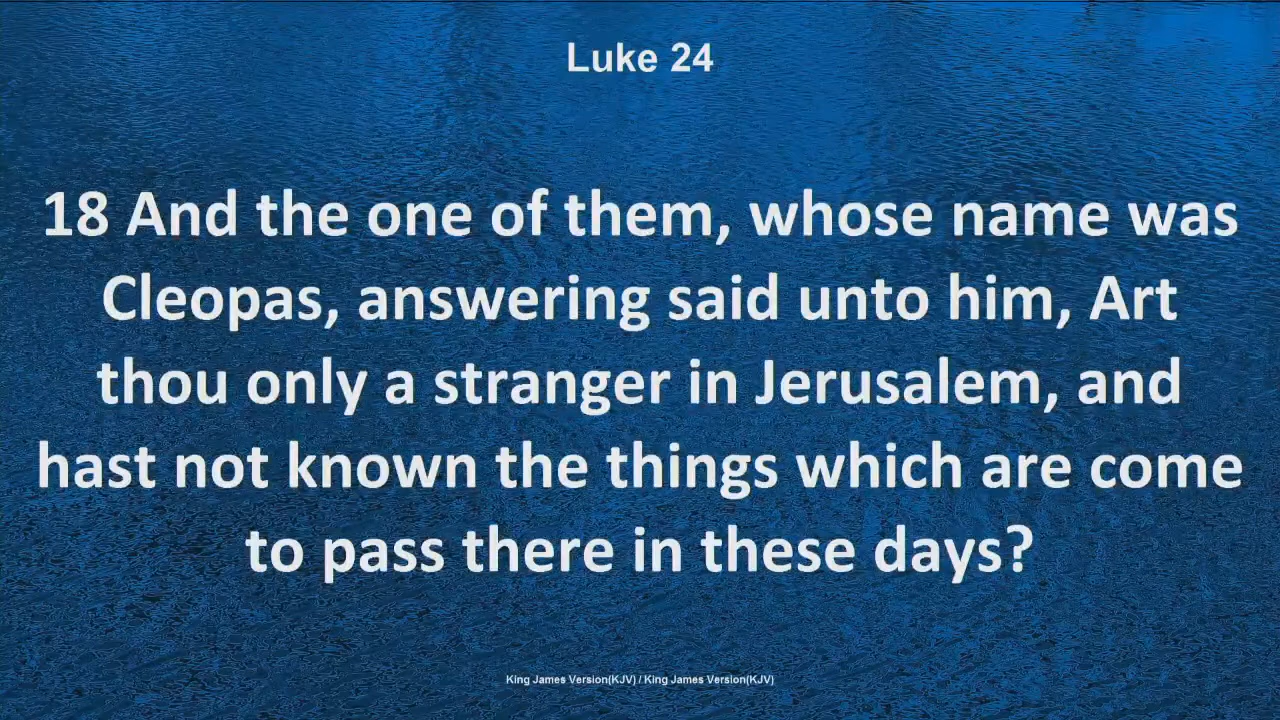 Luke 24
18 And the one of them, whose name was
Cleopas, answering said unto him, Art
thou only a stranger in Jerusalem, and
hast not known the things which are come
to pass there in these days?
King James Version(KJV) / King James Version(KJV)